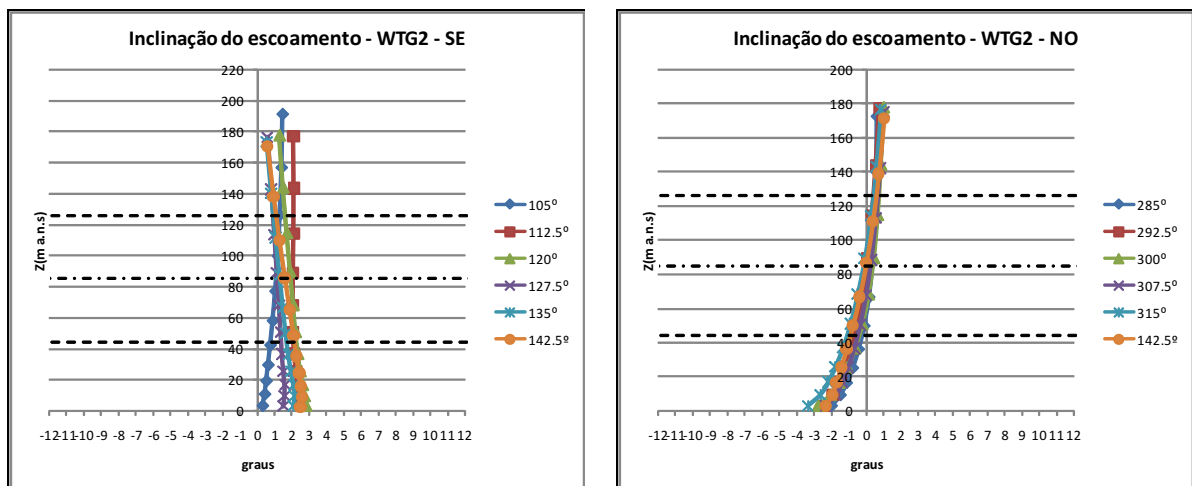 Inclinação do escoamento - WTG2 - SE
Z(m a.n.s)
220
200
180
160
140
120
100
80
60
40
20
0
-12 -11 -10 -9 -8 -7 -6 -5 -4 -3 -2 -1 0 1 2 3 4 5 6 7 8 9 10 11 12
graus
105º
112.5º
120º
127.5º
135º
142.5º
Inclinação do escoamento - WTG2 - NO
Z(m a.n.s)
200
180
160
140
120
100
80
60
40
20
0
-12 -11 -10 -9 -8 -7 -6 -5 -4 -3 -2 -1 0 1 2 3 4 5 6 7 8 9 10 11 12
graus
285º
292.5º
300º
307.5º
315º
142.5º